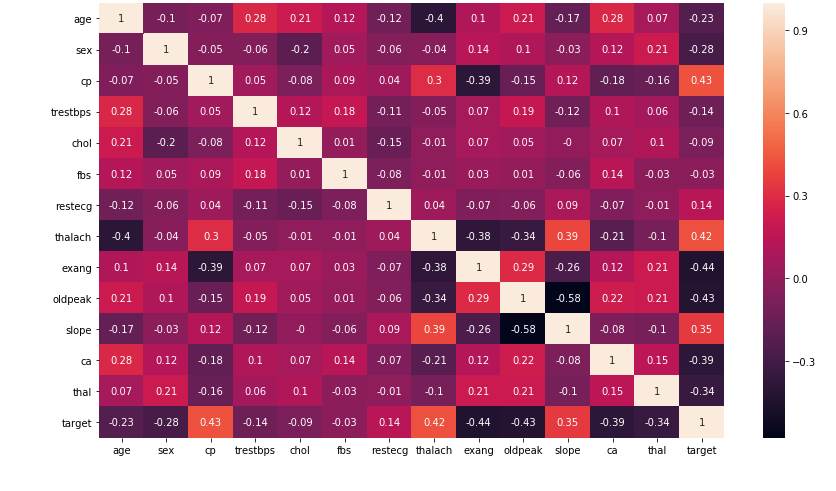 age 1 -0.1 -0.07 0.28 0.21 0.12 -0.12 -0.4 0.1 0.21 -0.17 0.28 0.07 -0.23
sex -0.1 1 -0.05 -0.06 -0.2 0.05 -0.06 -0.04 0.14 0.1 -0.03 0.12 0.21 -0.28
cp -0.07 -0.05 1 0.05 -0.08 0.09 0.04 0.3 -0.39 -0.15 0.12 -0.18 -0.16 0.43
trestbps 0.28 -0.06 0.05 1 0.12 0.18 -0.11 -0.05 0.07 0.19 -0.12 0.1 0.06 -0.14
chol 0.21 -0.2 -0.08 0.12 1 0.01 -0.15 -0.01 0.07 0.05 -0 0.07 0.1 -0.09
fbs 0.12 0.05 0.09 0.18 0.01 1 -0.08 -0.01 0.03 0.01 -0.06 0.14 -0.03 -0.03
restecg -0.12 -0.06 0.04 -0.11 -0.15 -0.08 1 0.04 -0.07 -0.06 0.09 -0.07 -0.01 0.14
thalach -0.4 -0.04 0.3 -0.05 -0.01 -0.01 0.04 1 -0.38 -0.34 0.39 -0.21 -0.1 0.42
exang 0.1 0.14 -0.39 0.07 0.07 0.03 -0.07 -0.38 1 0.29 -0.26 0.12 0.21 -0.44
oldpeak 0.21 0.1 -0.15 0.19 0.05 0.01 -0.06 -0.34 0.29 1 -0.58 0.22 0.21 -0.43
slope -0.17 -0.03 0.12 -0.12 -0 -0.06 0.09 0.39 -0.26 -0.58 1 -0.08 -0.1 0.35
ca 0.28 0.12 -0.18 0.1 0.07 0.14 -0.07 -0.21 0.12 0.22 -0.08 1 0.15 -0.39
thal 0.07 0.21 -0.16 0.06 0.1 -0.03 -0.01 -0.1 0.21 0.21 -0.1 0.15 1 -0.34
target -0.23 -0.28 0.43 -0.14 -0.09 -0.03 0.14 0.42 -0.44 -0.43 0.35 -0.39 -0.34 1
age sex cp trestbps chol fbs restecg thalach exang oldpeak slope ca thal target
0.9
0.6
0.3
0.0
−0.3